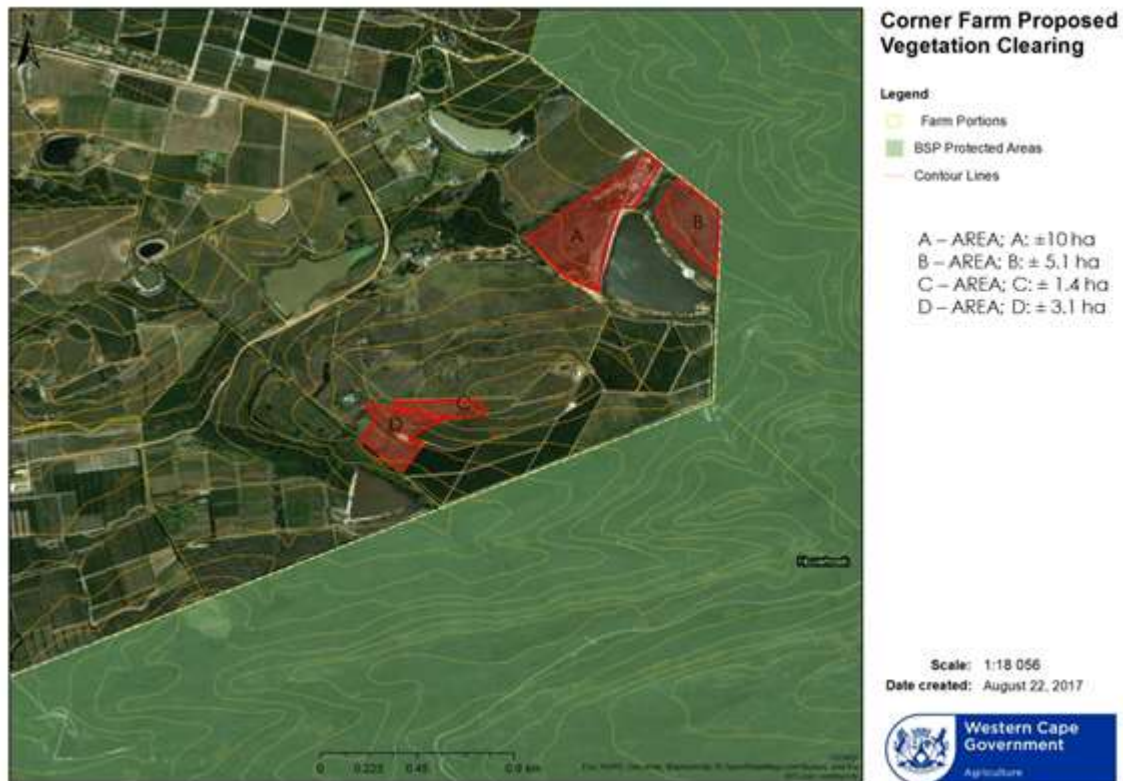 Corner Farm Proposed
Vegetation Clearing
Legend
Farm Portions
BSP Protected Areas
Contour Lines
A – AREA; A: ±10 ha
B – AREA; B: ± 5.1 ha
C – AREA; C: ± 1.4 ha
D – AREA; D: ± 3.1 ha
N
A
B
C
D
0 0.225 0.45 0.9 km
Scale: 1:18 056
Date created: August 22, 2017
Western Cape
Government
Agriculture